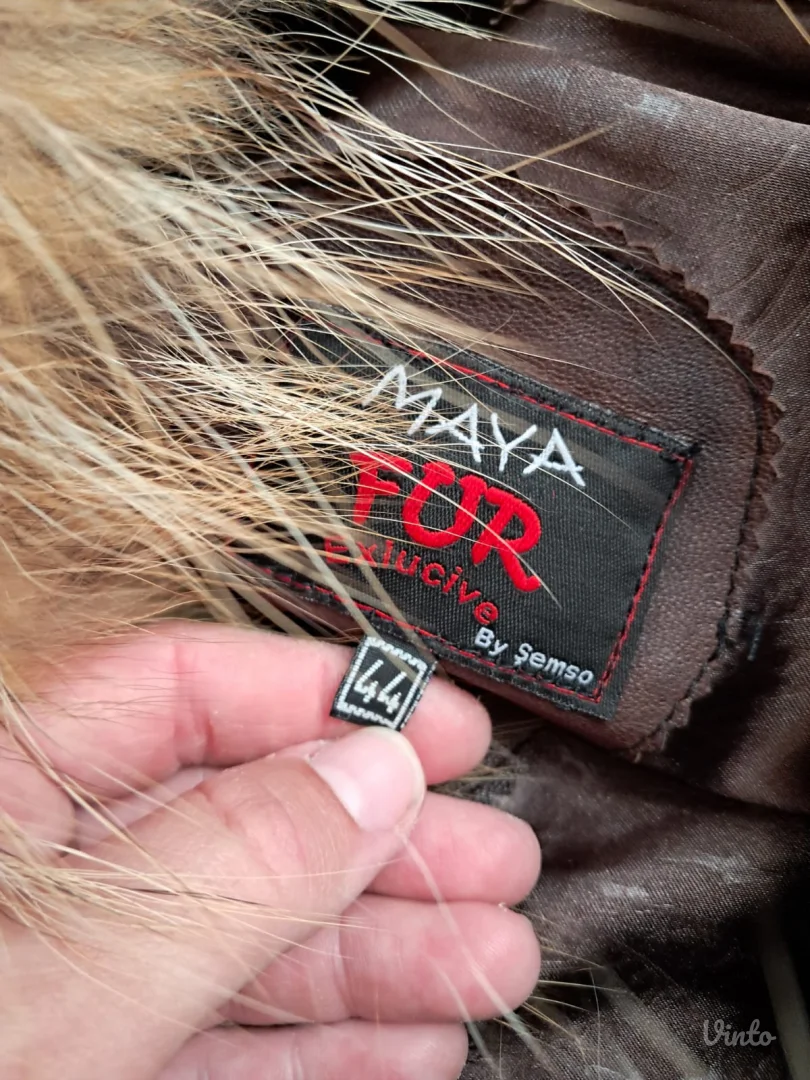 MAYA
FUR
Exlucive
By Şemso
44
Vinto